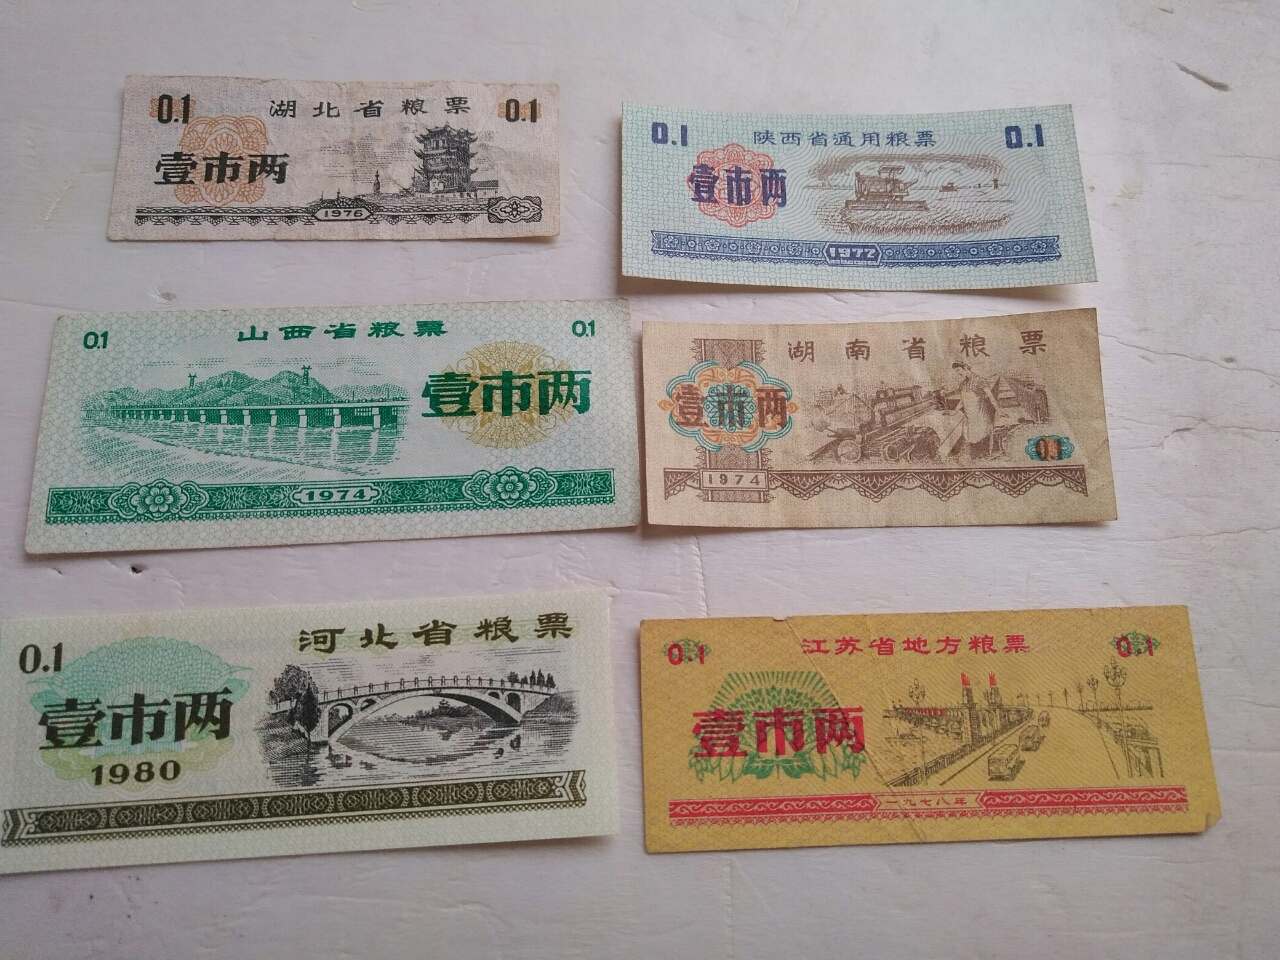 0.1 湖北省粮票 0.1
壹市两
1976
0.1 陕西省通用粮票 0.1
壹市两
1972
0.1 山西省粮票 0.1
壹市两
1974
湖南省粮票
壹市两
0.1
1974
0.1 河北省粮票
壹市两
1980
0.1 江苏省地方粮票 0.1
壹市两
一九七八年